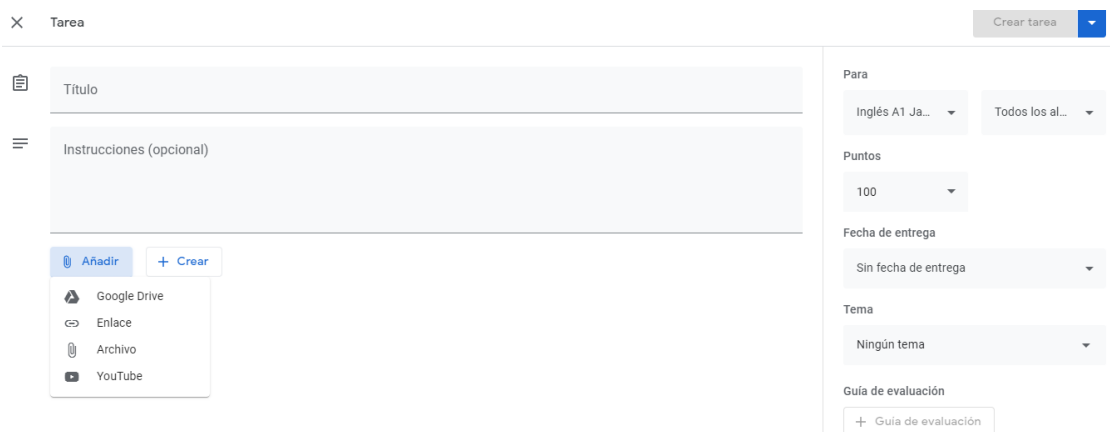 Tarea
Crear tarea
Título
Instrucciones (opcional)
Añadir
Crear
Google Drive
Enlace
Archivo
YouTube
Para
Inglés A1 Ja...
Todos los al...
Puntos
100
Fecha de entrega
Sin fecha de entrega
Tema
Ningún tema
Guía de evaluación
+ Guía de evaluación